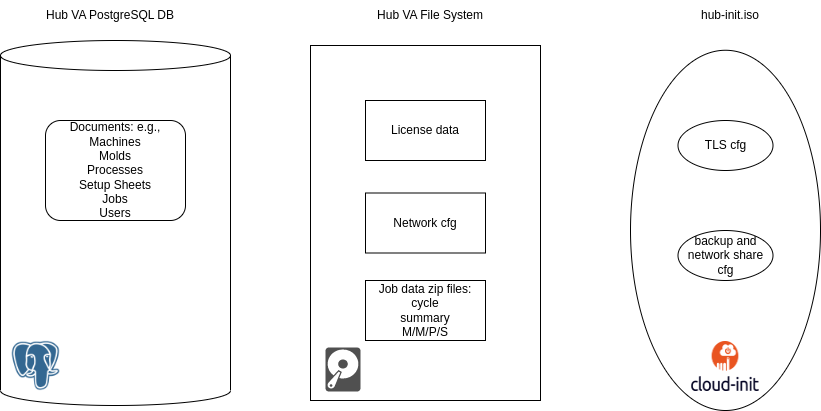 Hub VA PostgreSQL DB
Documents: e.g.,
Machines
Molds
Processes
Setup Sheets
Jobs
Users
Hub VA File System
License data
Network cfg
Job data zip files:
cycle
summary
M/M/P/S
hub-init.iso
TLS cfg
backup and
network share
cfg
cloud-init